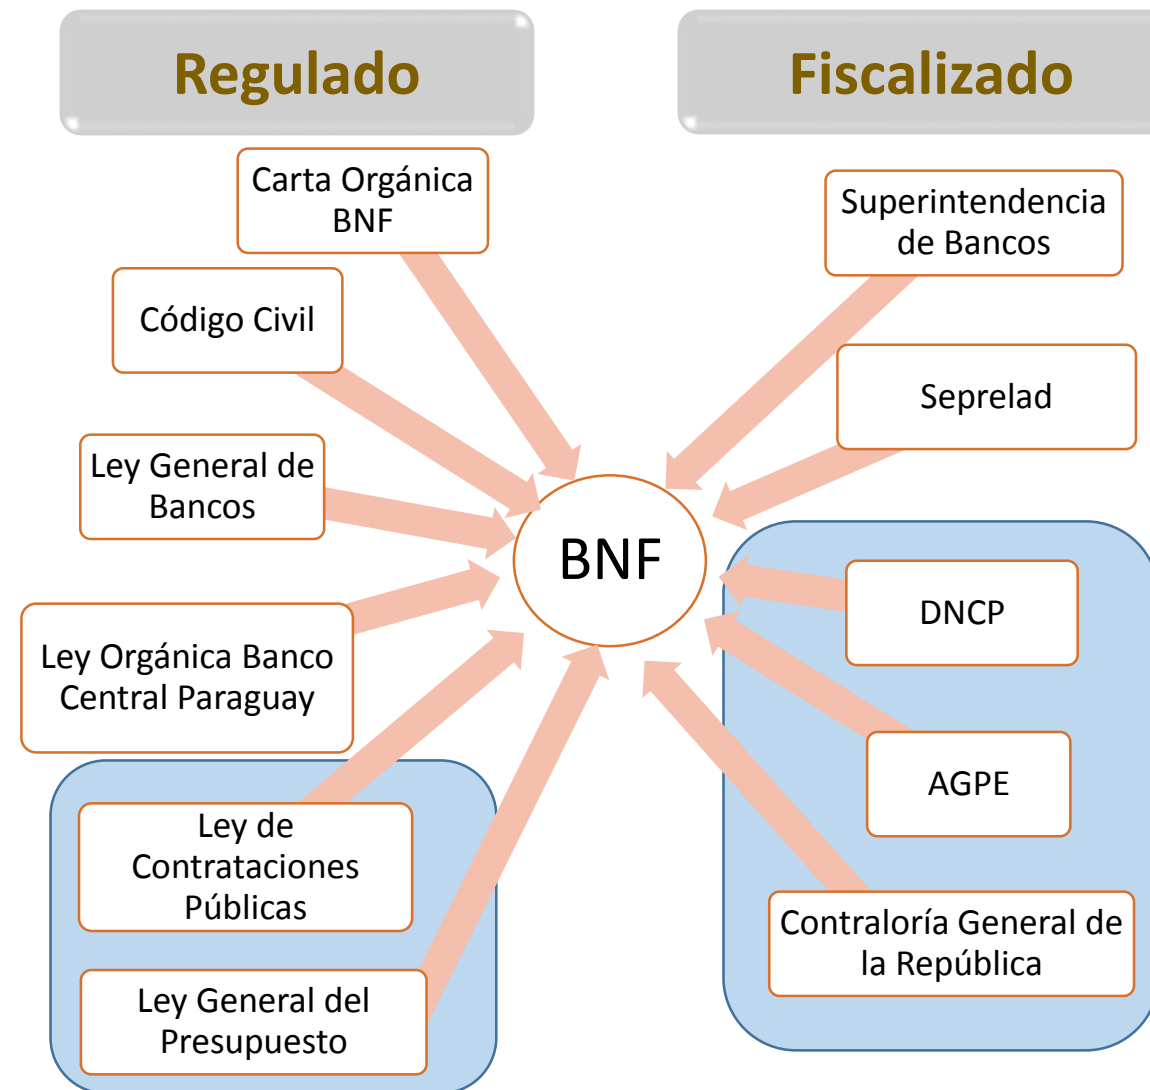 Regulado
Fiscalizado
Carta Orgánica
BNF
Código Civil
Ley General de
Bancos
Ley Orgánica Banco
Central Paraguay
Ley de
Contrataciones
Públicas
Ley General del
Presupuesto
BNF
Superintendencia
de Bancos
Seprelad
DNCP
AGPE
Contraloría General de
la República